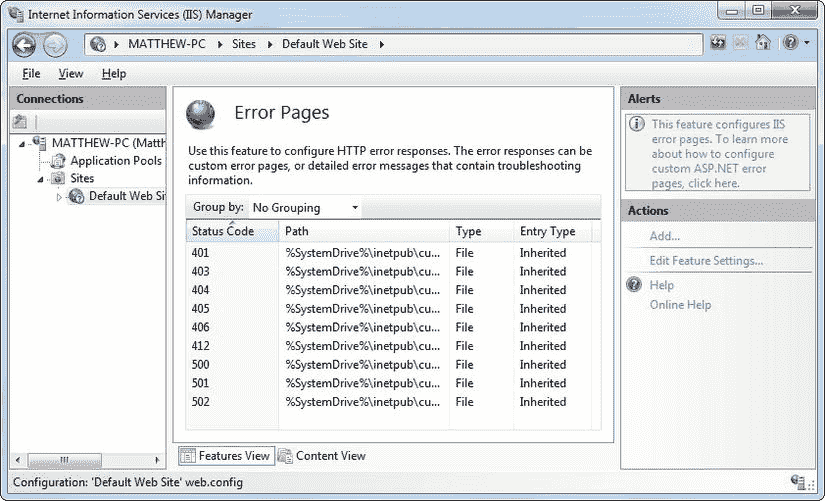 Internet Information Services (IIS) Manager
MATTHEW-PC Sites Default Web Site
File View Help
Connections
MATTHEW-PC (Matth
Application Pools
Sites
Default Web Sit
Error Pages
Use this feature to configure HTTP error responses. The error responses can be
custom error pages, or detailed error messages that contain troubleshooting
information.
Group by: No Grouping
Status Code Path Type Entry Type
401 %SystemDrive%\inetpub\cu... File Inherited
403 %SystemDrive%\inetpub\cu... File Inherited
404 %SystemDrive%\inetpub\cu... File Inherited
405 %SystemDrive%\inetpub\cu... File Inherited
406 %SystemDrive%\inetpub\cu... File Inherited
412 %SystemDrive%\inetpub\cu... File Inherited
500 %SystemDrive%\inetpub\cu... File Inherited
501 %SystemDrive%\inetpub\cu... File Inherited
502 %SystemDrive%\inetpub\cu... File Inherited
Features View Content View
Alerts
This feature configures IIS
error pages. To learn more
about how to configure
custom ASP.NET error
pages, click here.
Actions
Add...
Edit Feature Settings...
Help
Online Help
Configuration: 'Default Web Site' web.config